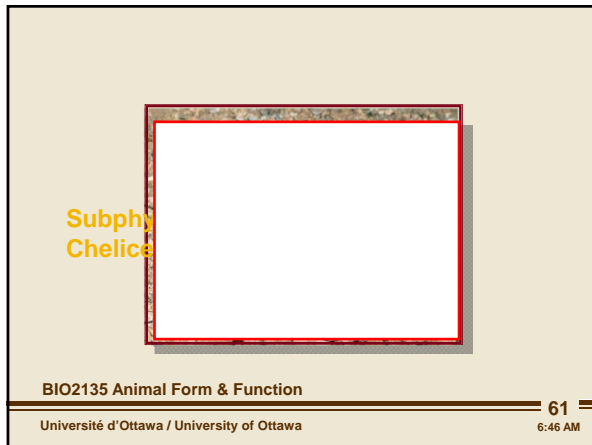 Subphy
Chelice
BIO2135 Animal Form & Function
Université d'Ottawa / University of Ottawa
61
6:46 AM